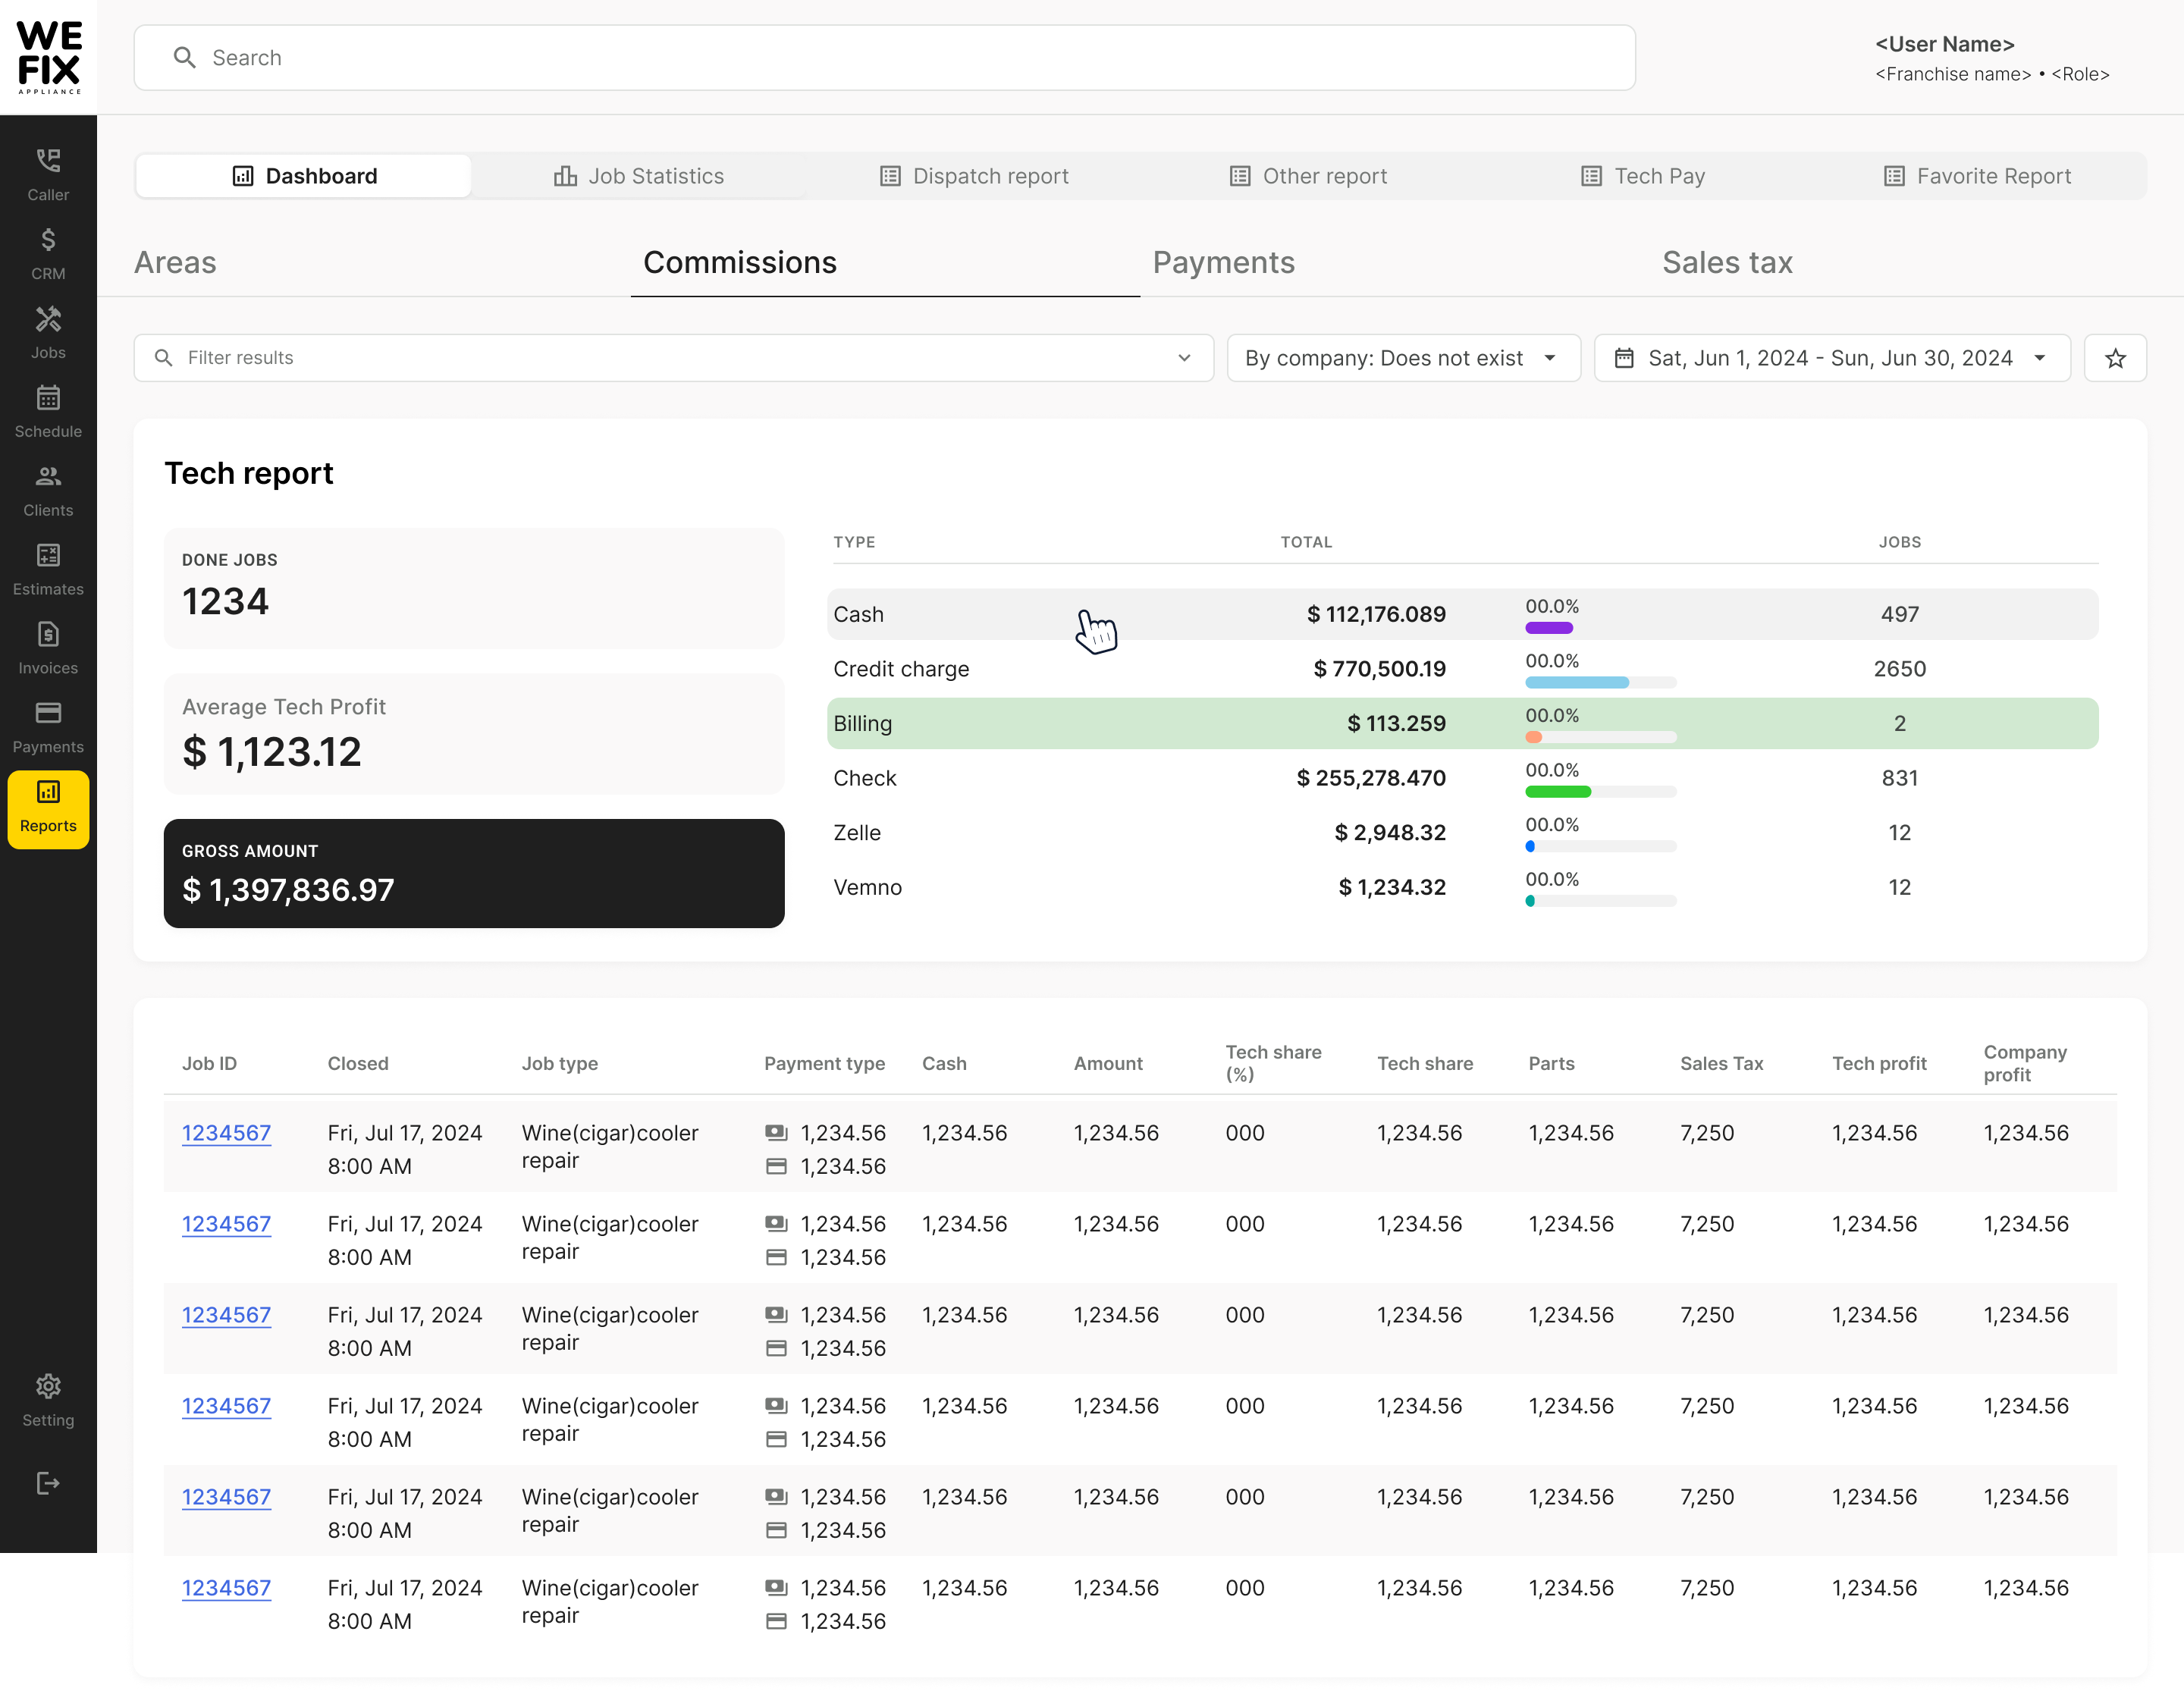 WE
FIX
APPLIANCE
Search
<User Name>
<Franchise name> • <Role>
Caller
CRM
Jobs
Schedule
Clients
Estimates
Invoices
Payments
Reports
Setting
Dashboard
Job Statistics
Dispatch report
Other report
Tech Pay
Favorite Report
Areas
Commissions
Payments
Sales tax
Filter results
By company: Does not exist
Sat, Jun 1, 2024 - Sun, Jun 30, 2024
Tech report
DONE JOBS
1234
Average Tech Profit
$ 1,123.12
GROSS AMOUNT
$ 1,397,836.97
TYPE TOTAL JOBS
Cash $ 112,176.089 00.0% 497
Credit charge $ 770,500.19 00.0% 2650
Billing $ 113.259 00.0% 2
Check $ 255,278.470 00.0% 831
Zelle $ 2,948.32 00.0% 12
Vemno $ 1,234.32 00.0% 12
Job ID Closed Job type Payment type Cash Amount Tech share (%) Tech share Parts Sales Tax Tech profit Company profit
1234567 Fri, Jul 17, 2024 Wine(cigar)cooler 1,234.56 1,234.56 1,234.56 000 1,234.56 1,234.56 7,250 1,234.56 1,234.56
8:00 AM repair 1,234.56
1234567 Fri, Jul 17, 2024 Wine(cigar)cooler 1,234.56 1,234.56 1,234.56 000 1,234.56 1,234.56 7,250 1,234.56 1,234.56
8:00 AM repair 1,234.56
1234567 Fri, Jul 17, 2024 Wine(cigar)cooler 1,234.56 1,234.56 1,234.56 000 1,234.56 1,234.56 7,250 1,234.56 1,234.56
8:00 AM repair 1,234.56
1234567 Fri, Jul 17, 2024 Wine(cigar)cooler 1,234.56 1,234.56 1,234.56 000 1,234.56 1,234.56 7,250 1,234.56 1,234.56
8:00 AM repair 1,234.56
1234567 Fri, Jul 17, 2024 Wine(cigar)cooler 1,234.56 1,234.56 1,234.56 000 1,234.56 1,234.56 7,250 1,234.56 1,234.56
8:00 AM repair 1,234.56
1234567 Fri, Jul 17, 2024 Wine(cigar)cooler 1,234.56 1,234.56 1,234.56 000 1,234.56 1,234.56 7,250 1,234.56 1,234.56
8:00 AM repair 1,234.56